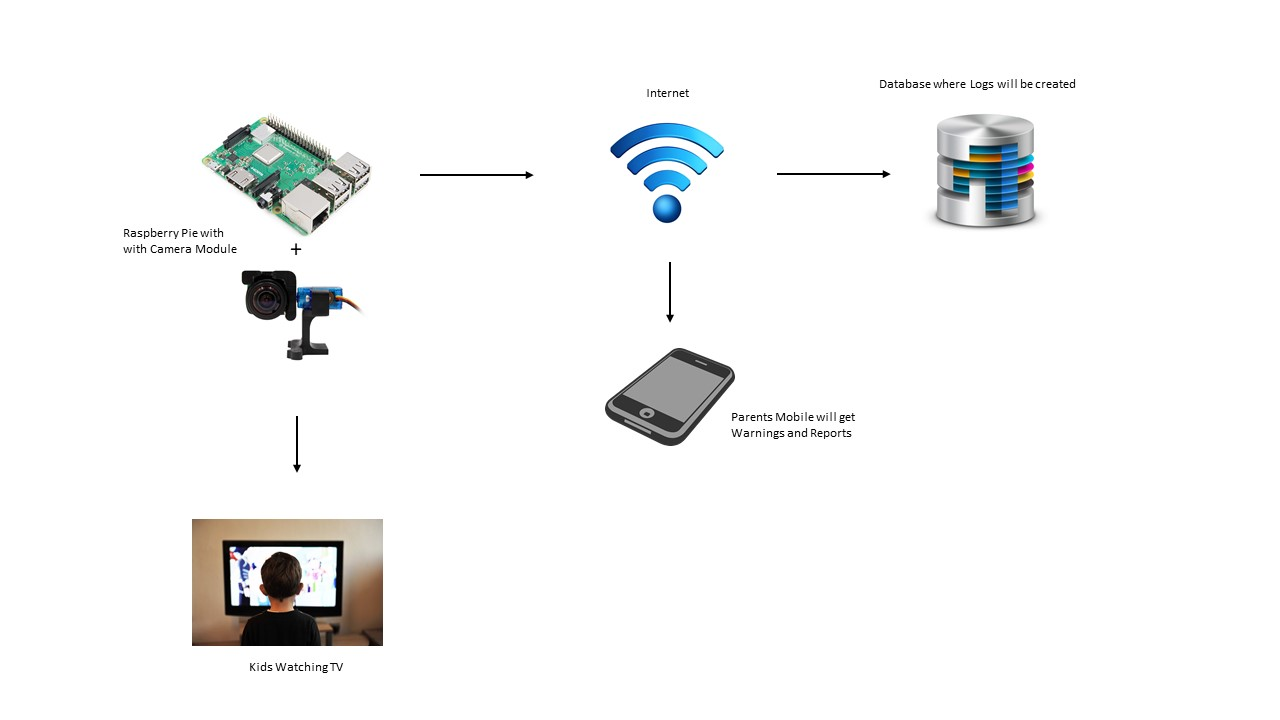 Internet
Database where Logs will be created
Raspberry Pie with
with Camera Module
+
Parents Mobile will get
Warnings and Reports
Kids Watching TV